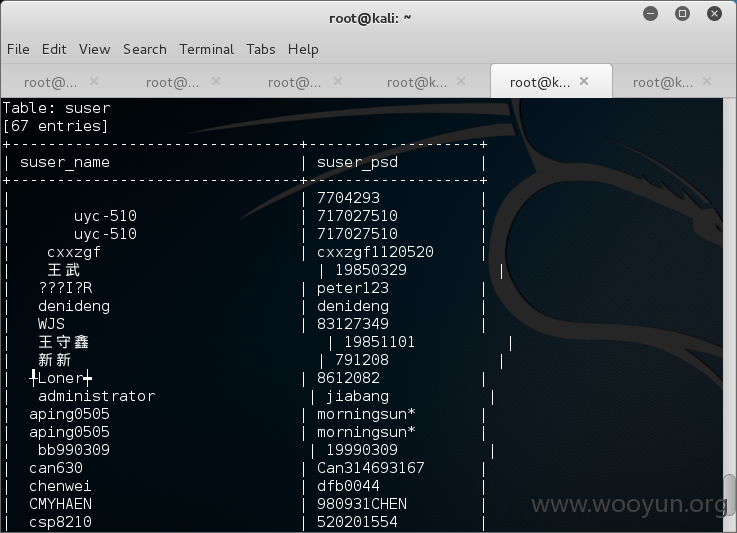 root@kali: ~
File Edit View Search Terminal Tabs Help
root@... × root@... × root@... × root@k... × root@k... × root@k... ×
Table: suser
[67 entries]
+--------------------------------+--------------------+
| suser_name | suser_psd |
+--------------------------------+--------------------+
| | 7704293 |
| uyc-510 | 717027510 |
| uyc-510 | 717027510 |
| cxxzgf | cxxzgf1120520 |
| 王武 | 19850329 |
| ???I?R | peter123 |
| denideng | denideng |
| WJS | 83127349 |
| 王守鑫 | 19851101 |
| 新新 | 791208 |
| ╀Loner━ | 8612082 |
| administrator | jiabang |
| aping0505 | morningsun* |
| aping0505 | morningsun* |
| bb990309 | 19990309 |
| can630 | Can314693167 |
| chenwei | dfb0044 |
| CMYHAEN | 980931CHEN |
| csp8210 | 520201554 |
www.wooyun.org